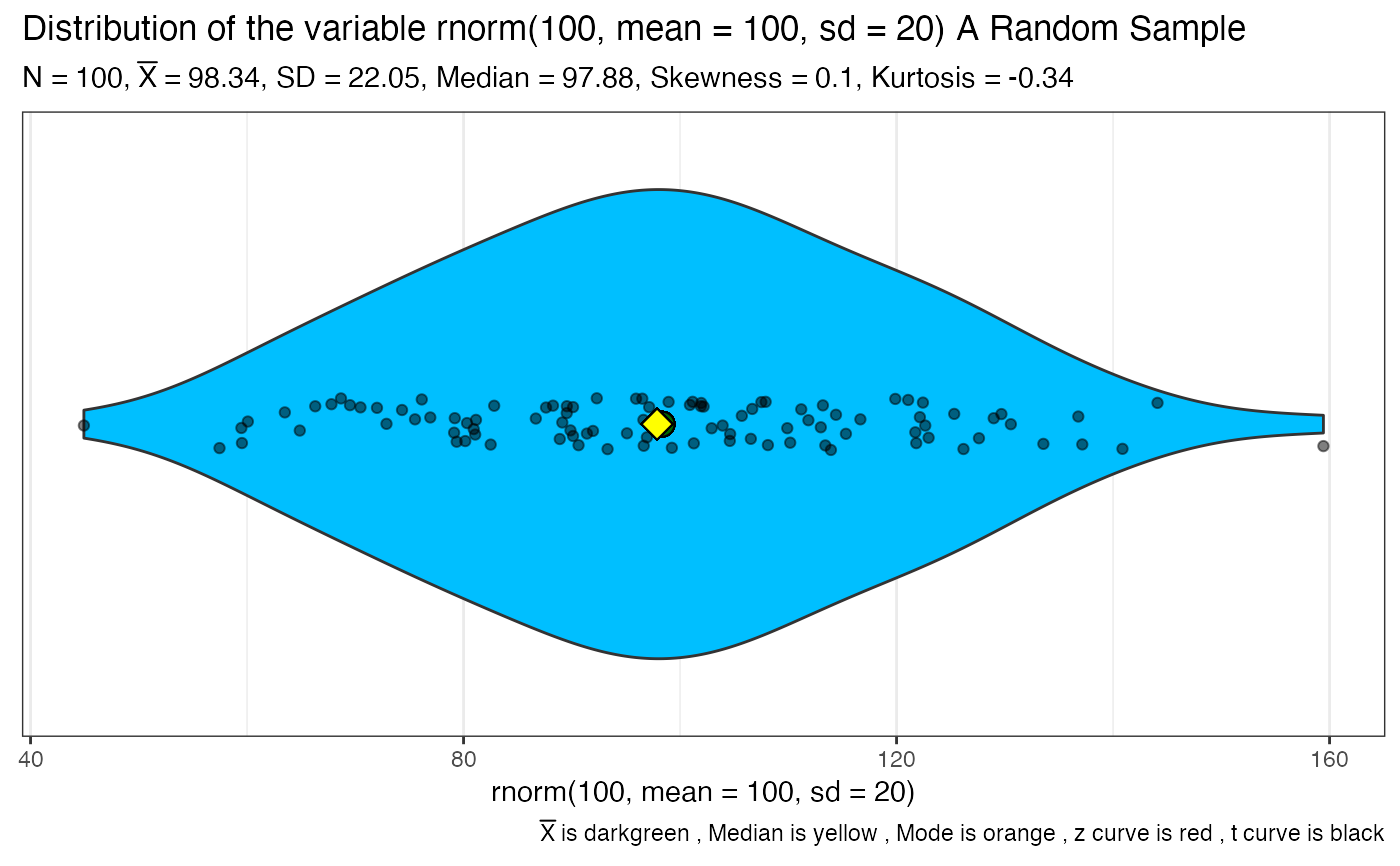 Distribution of the variable rnorm(100, mean = 100, sd = 20) A Random Sample
N = 100, X̅ = 98.34, SD = 22.05, Median = 97.88, Skewness = 0.1, Kurtosis = -0.34
40 80 120 160
rnorm(100, mean = 100, sd = 20)
X̅ is darkgreen , Median is yellow , Mode is orange , z curve is red , t curve is black